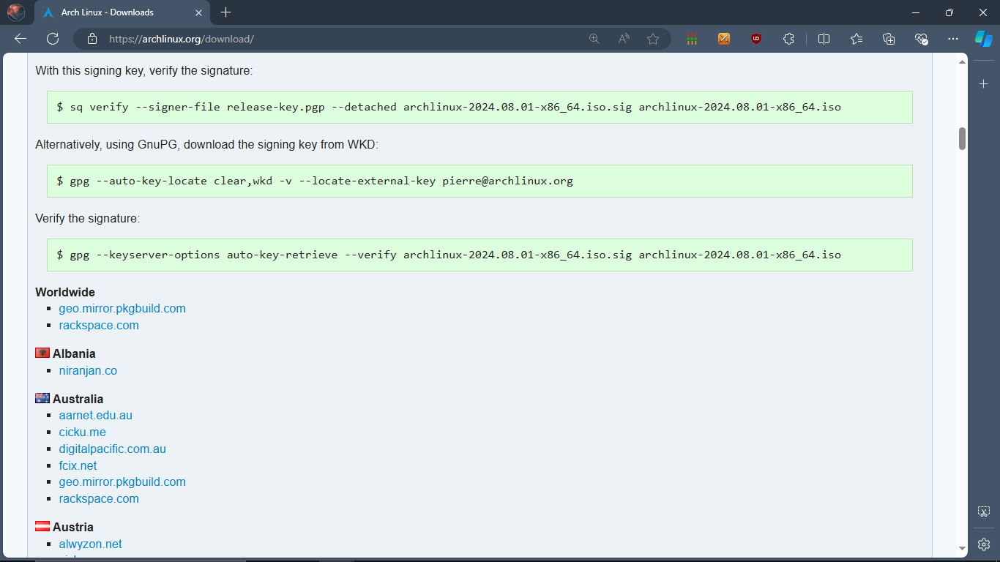 Arch Linux - Downloads
https://archlinux.org/download/
With this signing key, verify the signature:
$ sq verify --signer-file release-key.pgp --detached archlinux-2024.08.01-x86_64.iso.sig archlinux-2024.08.01-x86_64.iso
Alternatively, using GnuPG, download the signing key from WKD:
$ gpg --auto-key-locate clear,wkd -v --locate-external-key pierre@archlinux.org
Verify the signature:
$ gpg --keyserver-options auto-key-retrieve --verify archlinux-2024.08.01-x86_64.iso.sig archlinux-2024.08.01-x86_64.iso
Worldwide
geo.mirror.pkgbuild.com
rackspace.com
Albania
niranjan.co
Australia
aarnet.edu.au
cicku.me
digitalpacific.com.au
fcix.net
geo.mirror.pkgbuild.com
rackspace.com
Austria
alwyzon.net